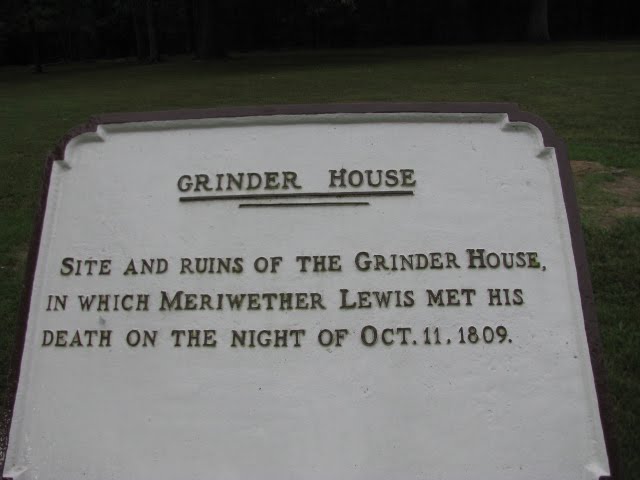 GRINDER HOUSE
SITE AND RUINS OF THE GRINDER HOUSE,
IN WHICH MERIWETHER LEWIS MET HIS
DEATH ON THE NIGHT OF OCT. 11, 1809.